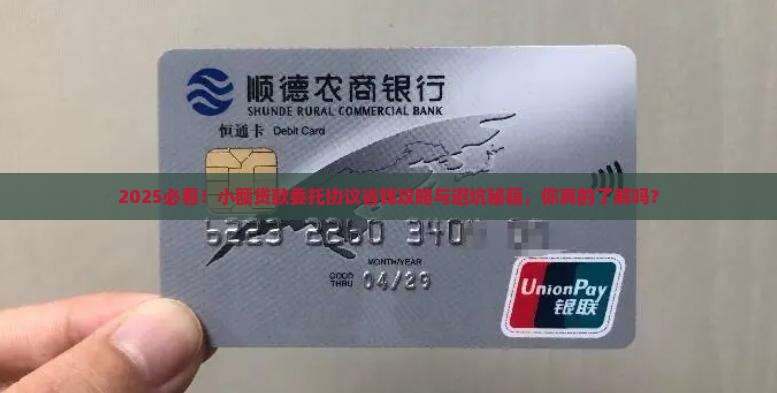 顺德农商银行
SHUNDE RURAL COMMERCIAL BANK
恒通卡 Debit Card
2025必看！小额贷款委托协议省钱攻略与避坑秘籍，你真的了解吗？
6223 2260 340
MONTH/YEAR
GOOD THRU 04/29
UnionPay
银联